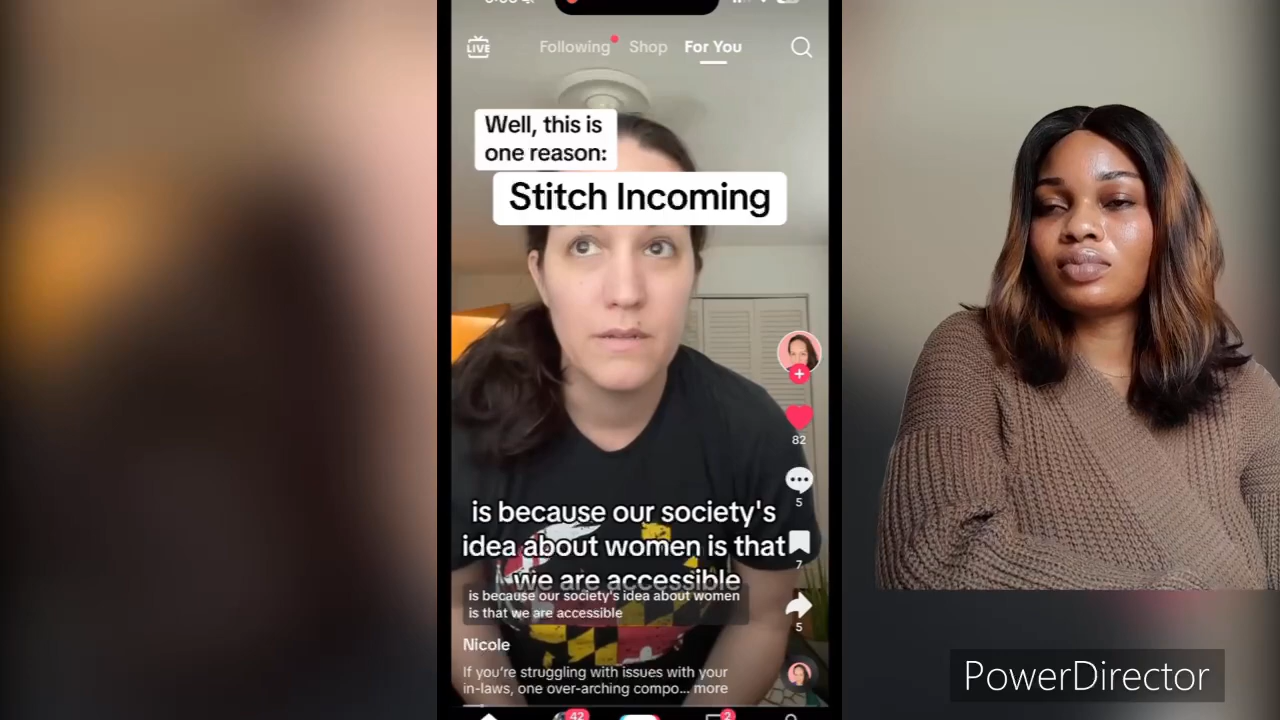 LIVE
Following Shop For You
Well, this is
one reason:
Stitch Incoming
82
5
is because our society's
idea about women is that
7
we are accessible
is because our society's idea about women
is that we are accessible
5
Nicole
If you're struggling with issues with your
in-laws, one over-arching compo... more
PowerDirector
42
2